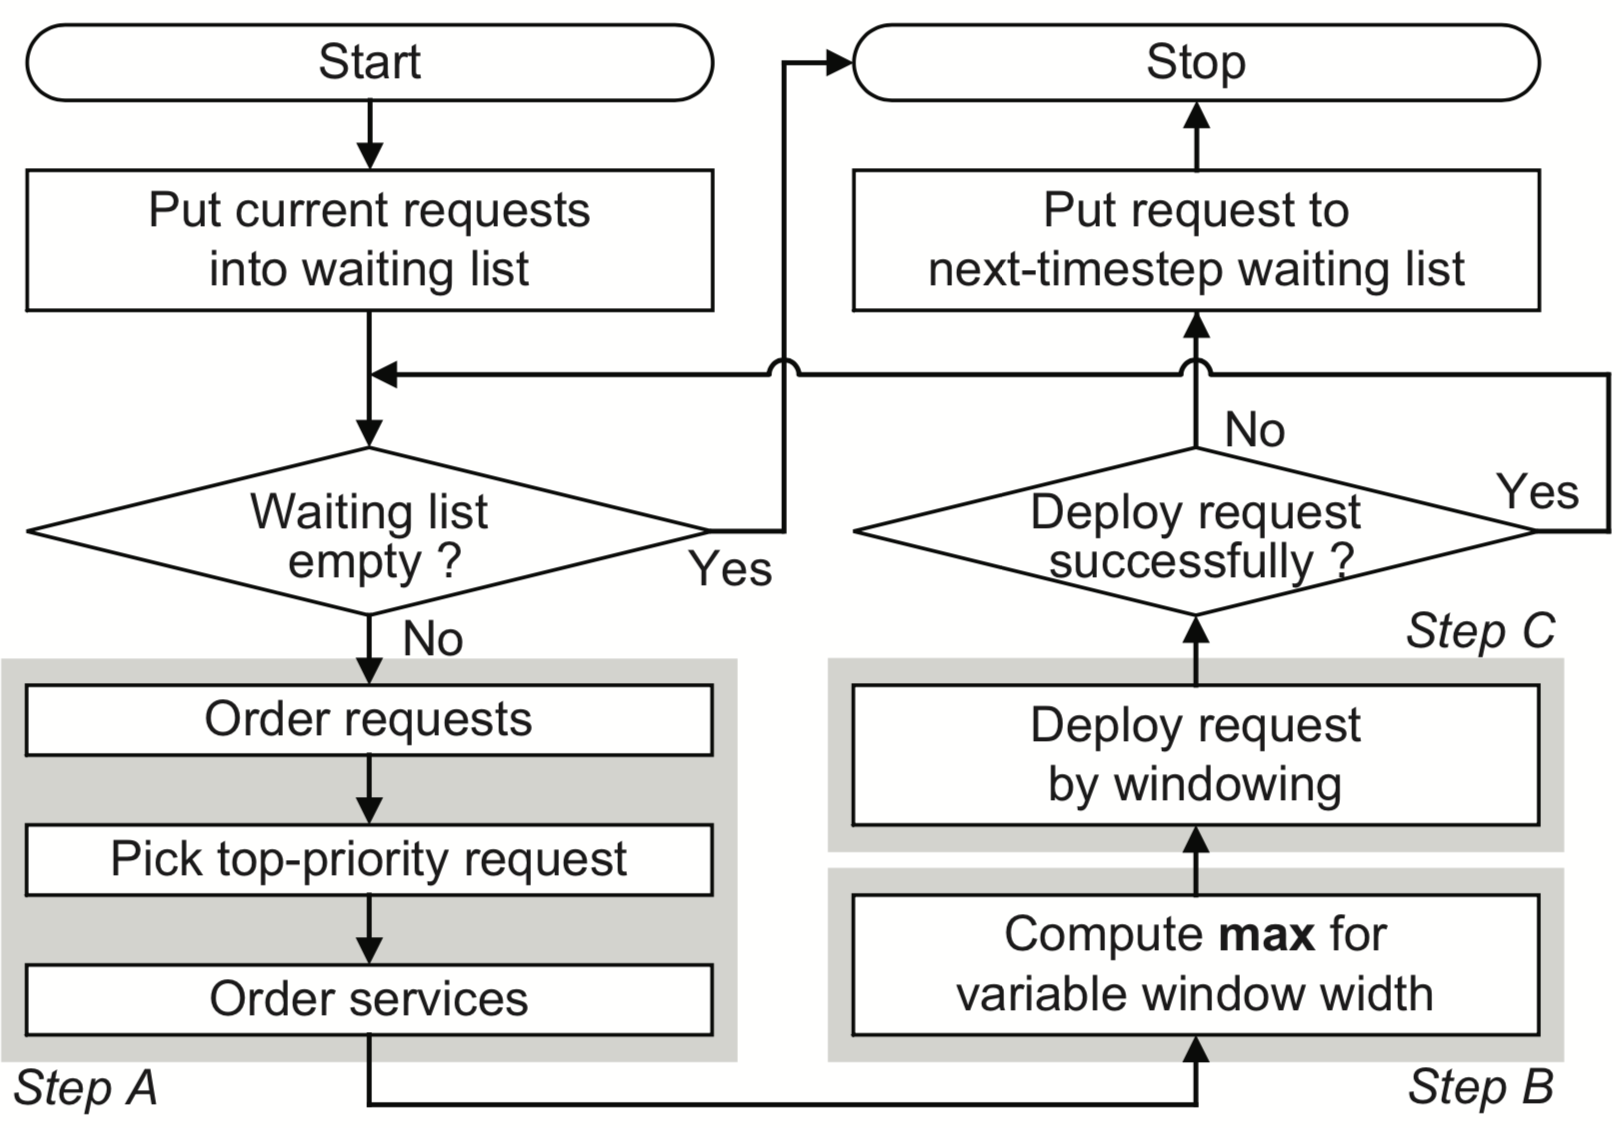 Start
Put current requests
into waiting list
Waiting list
empty ?
Yes
No
Order requests
Pick top-priority request
Order services
Step A
Stop
Put request to
next-timestep waiting list
No
Yes
Deploy request
successfully ?
Step C
Deploy request
by windowing
Compute max for
variable window width
Step B